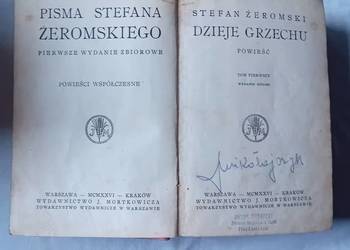 PISMA STEFANA
ŻEROMSKIEGO
PIERWSZE WYDANIE ZBIOROWE
POWIEŚCI WSPÓŁCZESNE
WARSZAWA — MCMXXVI — KRAKÓW
WYDAWNICTWO J. MORTKOWICZA
TOWARZYSTWO WYDAWNICZE W WARSZAWIE
STEFAN ŻEROMSKI
DZIEJE GRZECHU
POWIEŚĆ
TOM PIERWSZY
WARSZAWA — MCMXXVI — KRAKÓW
WYDAWNICTWO J. MORTKOWICZA
TOWARZYSTWO WYDAWNICZE W WARSZAWIE